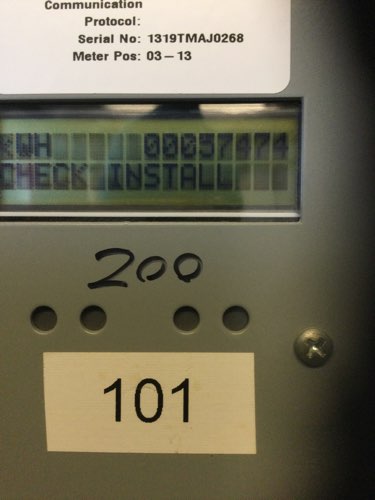 Communication
Protocol:
Serial No: 1319TMAJ0268
Meter Pos: 03-13
KWH 00057474
CHECK INSTALL
200
101